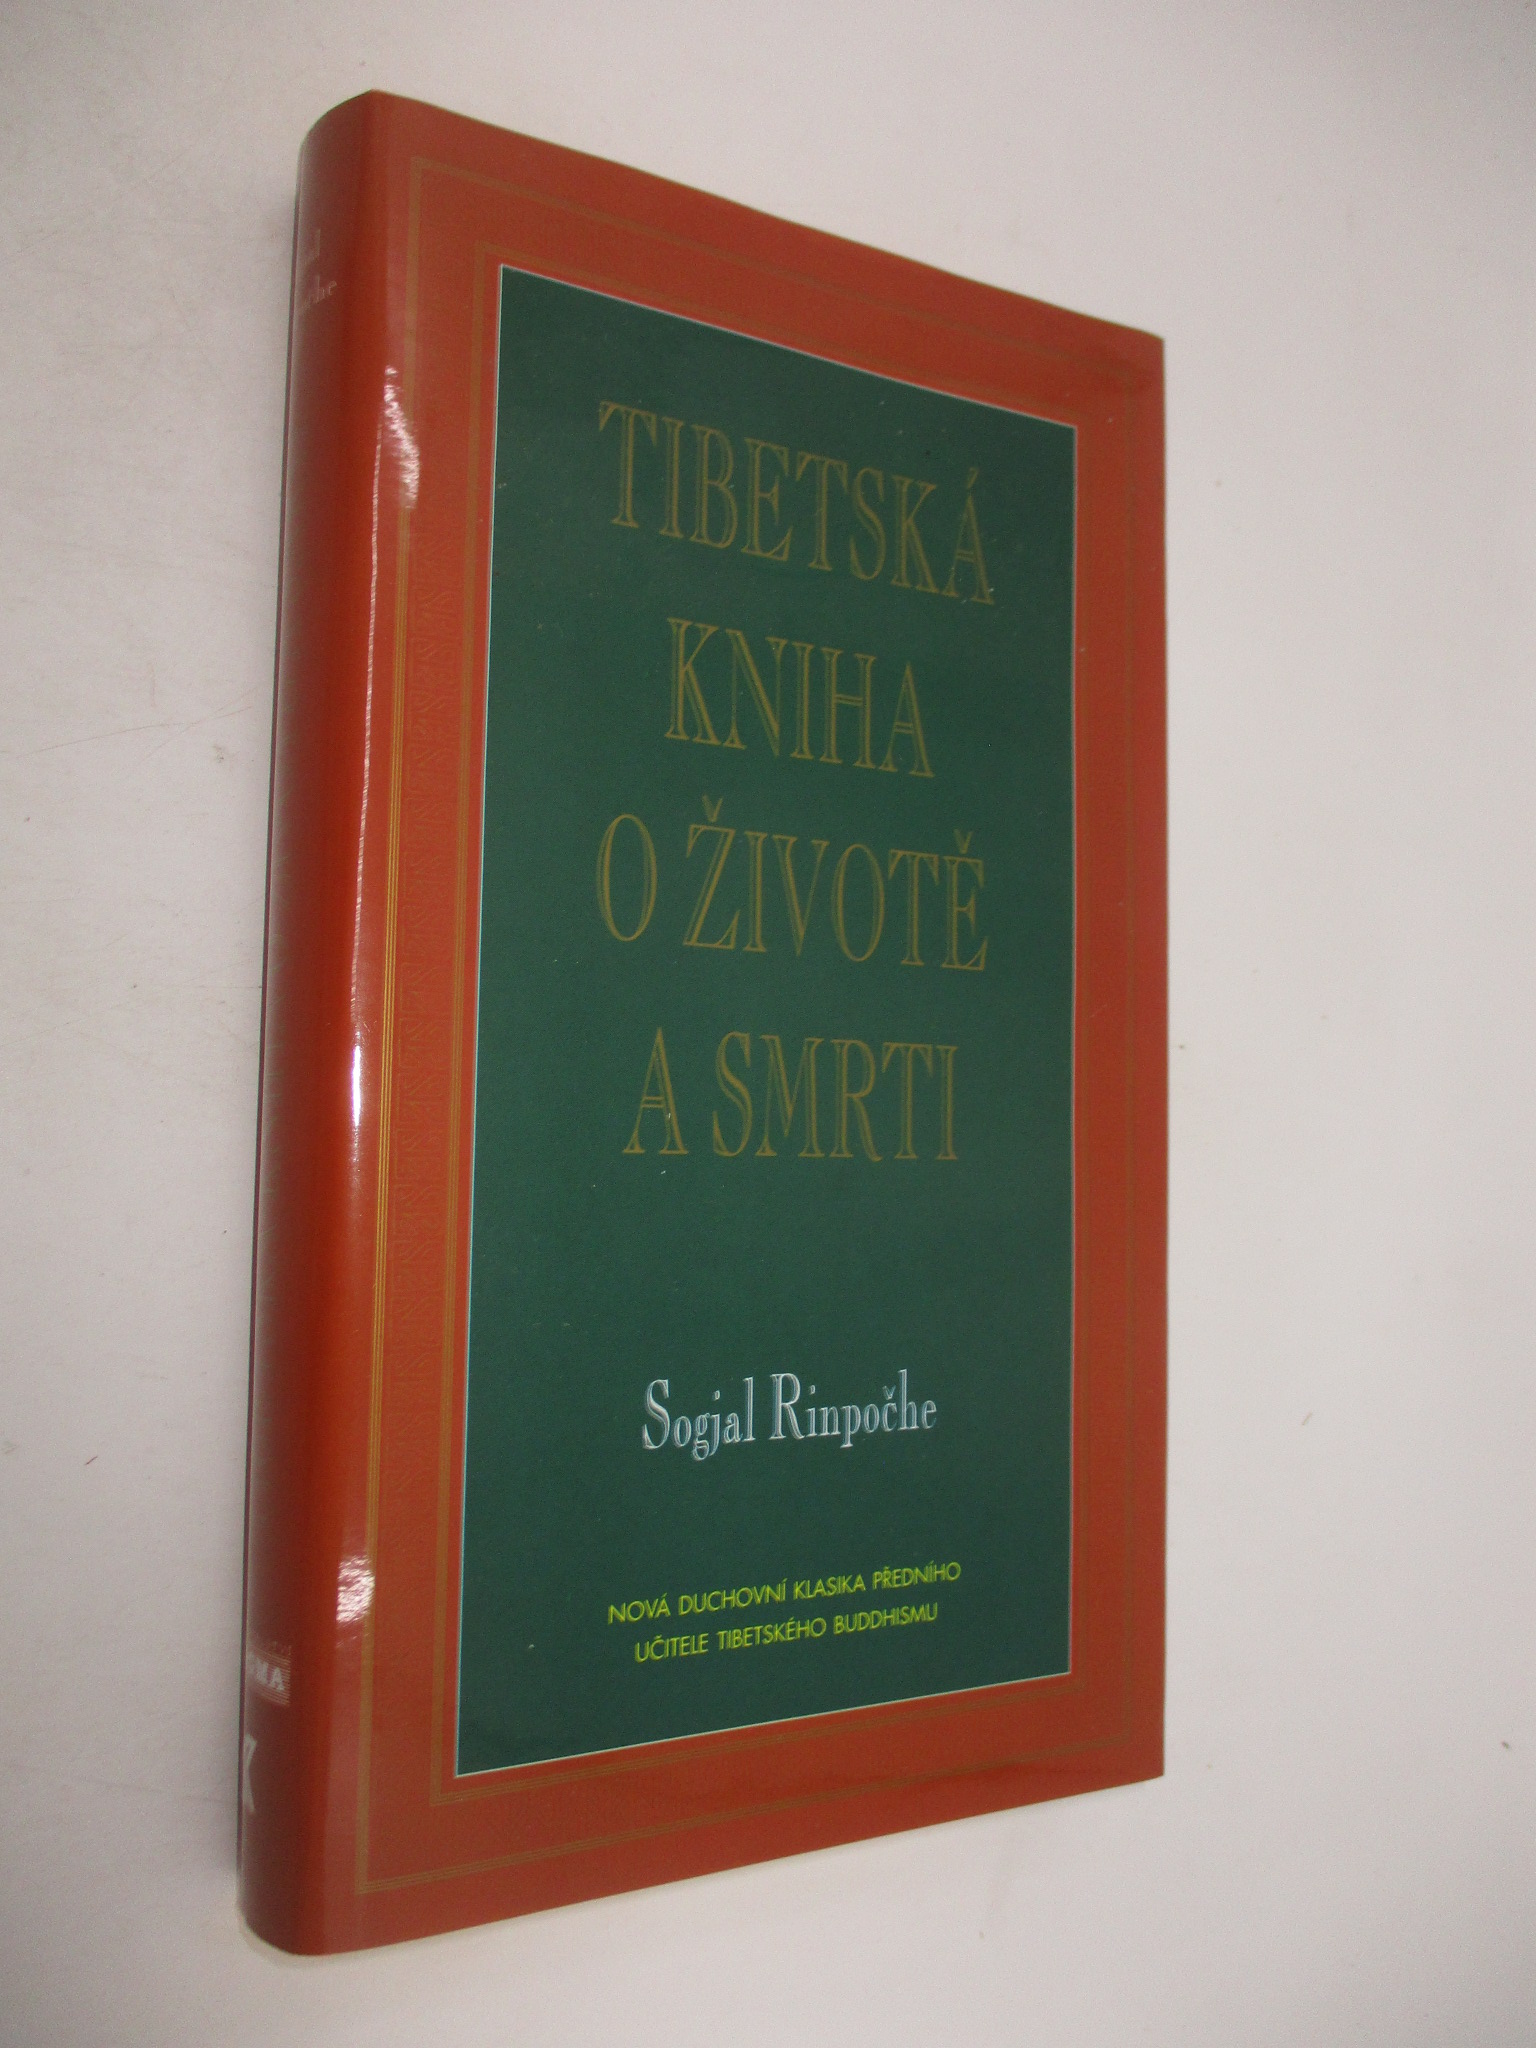 TIBETSKÁ
KNIHA
O ŽIVOTĚ
A SMRTI
Sogjal Rinpočhe
NOVÁ DUCHOVNÍ KLASIKA PŘEDNÍHO
UČITELE TIBETSKÉHO BUDDHISMU